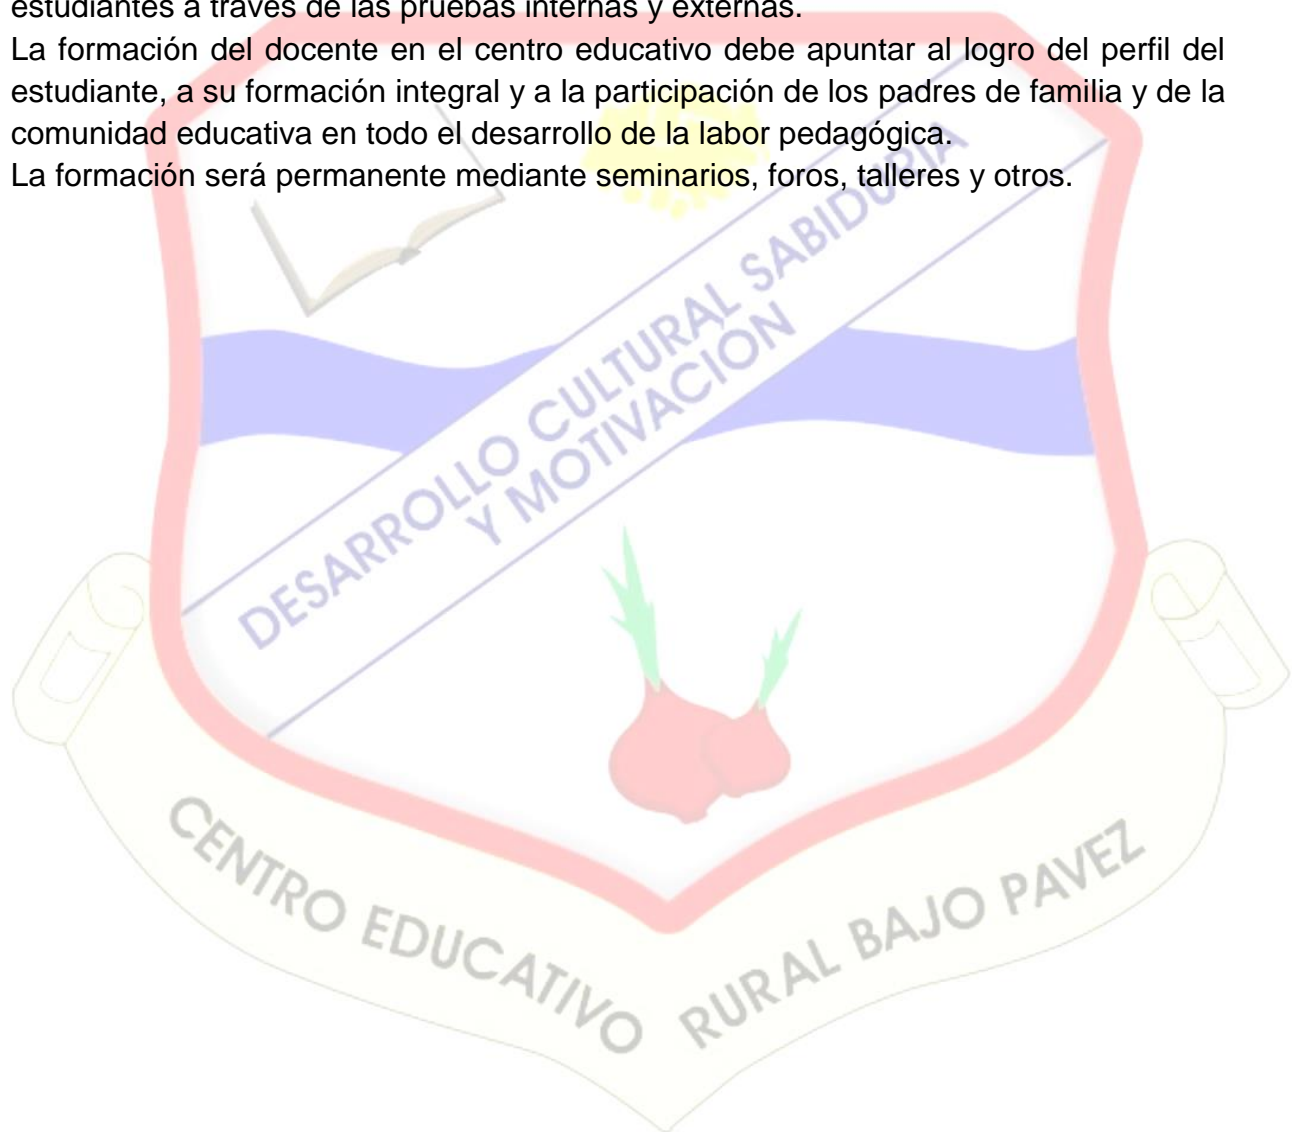 estudiantes a través de las pruebas internas y externas.
La formación del docente en el centro educativo debe apuntar al logro del perfil del
estudiante, a su formación integral y a la participación de los padres de familia y de la
comunidad educativa en todo el desarrollo de la labor pedagógica.
La formación será permanente mediante seminarios, foros, talleres y otros.
DESARROLLO CULTURAL SABIDURIA
Y MOTIVACIÓN
CENTRO EDUCATIVO RURAL BAJO PAVEZ